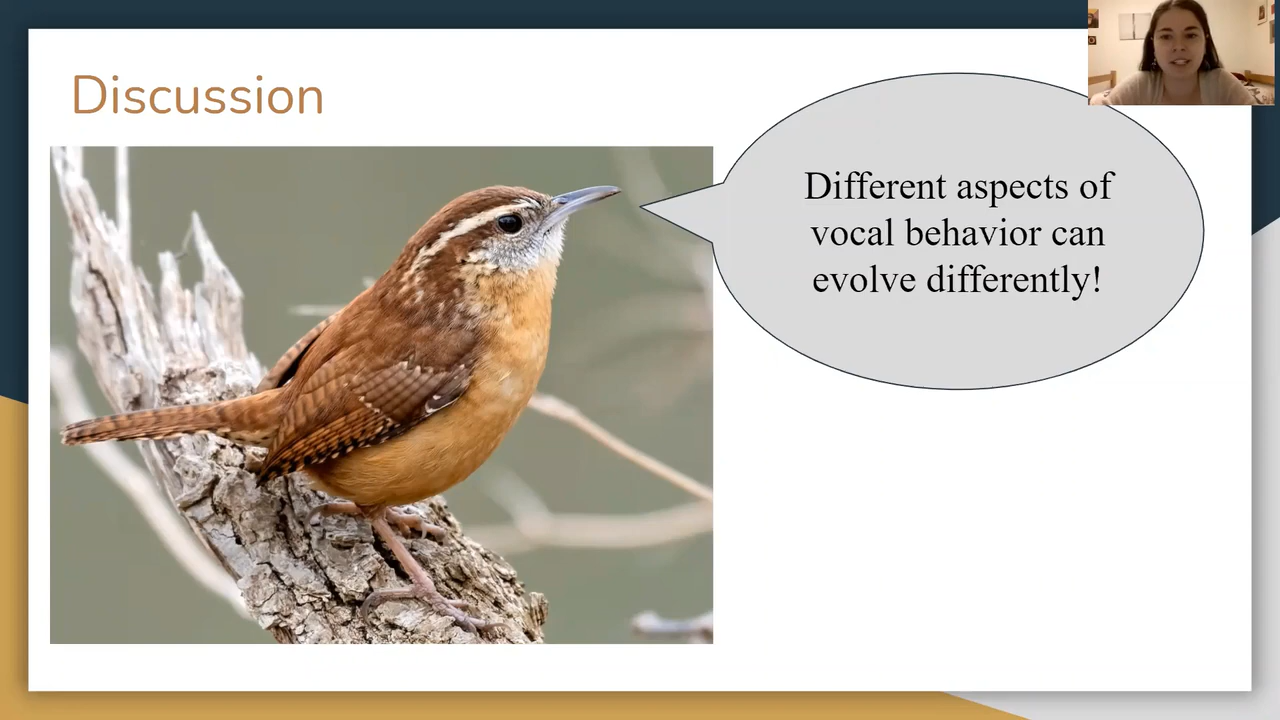 Discussion
Different aspects of
vocal behavior can
evolve differently!